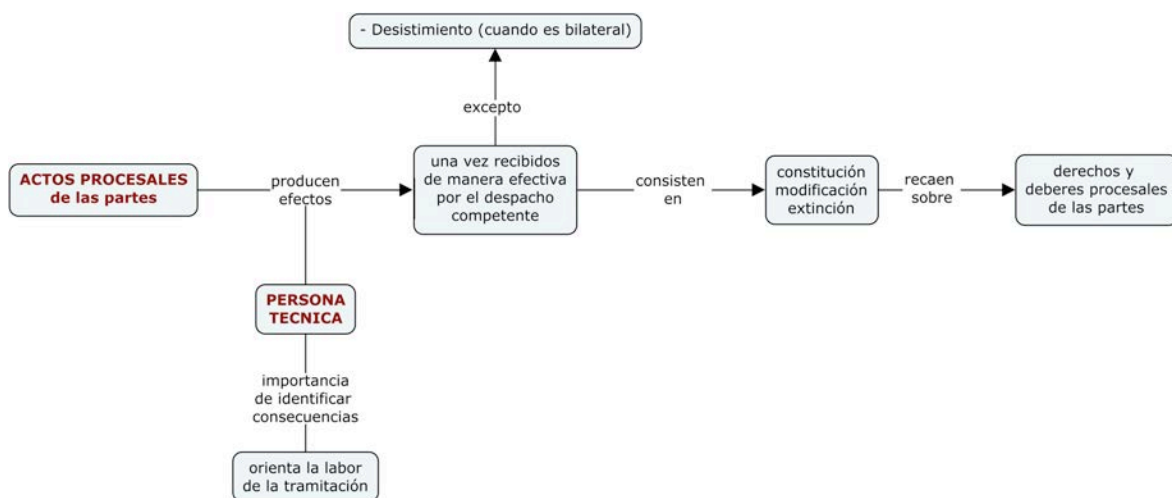 - Desistimiento (cuando es bilateral)
excepto
ACTOS PROCESALES
de las partes
producen
efectos
una vez recibidos
de manera efectiva
por el despacho
competente
consisten
en
constitución
modificación
extinción
recaen
sobre
derechos y
deberes procesales
de las partes
PERSONA
TECNICA
importancia
de identificar
consecuencias
orienta la labor
de la tramitación